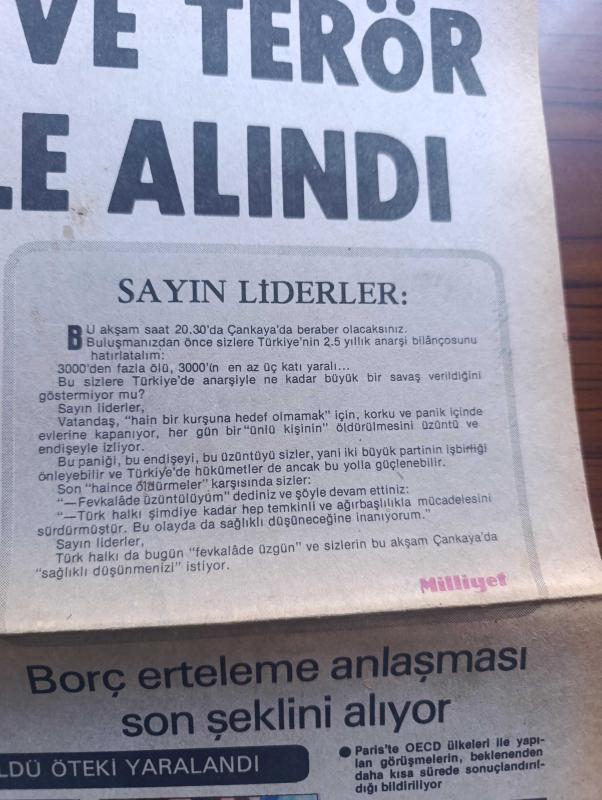 VE TERÖR
LE ALINDI
SAYIN LİDERLER:
BU akşam saat 20.30'da Çankaya'da beraber olacaksınız.
Buluşmanızdan önce sizlere Türkiye'nin 2.5 yıllık anarşi bilânçosunu
hatırlatalım:
3000'den fazla ölü, 3000'in en az üç katı yaralı...
Bu sizlere Türkiye'de anarşiyle ne kadar büyük bir savaş verildiğini
göstermiyor mu?
Sayın liderler,
Vatandaş, "hain bir kurşuna hedef olmamak" için, korku ve panik içinde
evlerine kapanıyor, her gün bir "ünlü kişinin" öldürülmesini üzüntü ve
endişeyle izliyor.
Bu paniği, bu endişeyi, bu üzüntüyü sizler, yani iki büyük partinin işbirliği
önleyebilir ve Türkiye'de hükümetler de ancak bu yolla güçlenebilir.
Son "haince öldürmeler" karşısında sizler:
"—Fevkalâde üzüntülüyüm" dediniz ve şöyle devam ettiniz:
"—Türk halkı şimdiye kadar hep temkinli ve ağırbaşlılıkla mücadelesini
sürdürmüştür. Bu olayda da sağlıklı düşüneceğine inanıyorum."
Sayın liderler,
Türk halkı da bugün "fevkalâde üzgün" ve sizlerin bu akşam Çankaya'da
"sağlıklı düşünmenizi" istiyor.
Milliyet
Borç erteleme anlaşması
son şeklini alıyor
LDÜ ÖTEKİ YARALANDI
● Paris'te OECD ülkeleri ile yapı-
lan görüşmelerin, beklenenden
daha kısa sürede sonuçlandırıl-
dığı bildiriliyor